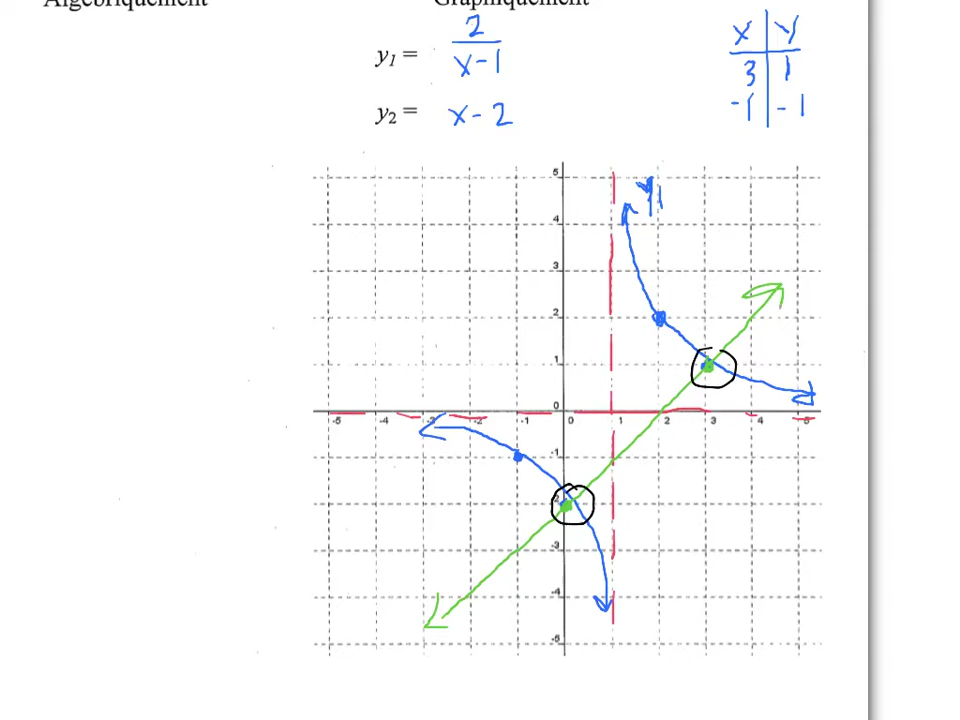 Algébriquement Graphiquement
y₁ = 2/(x-1)
y₂ = x-2
x y
3 1
-1 -1
y1
5
4
3
2
1
0
-5 -4 -3 -2 -1 0 1 2 3 4 5
-1
-2
-3
-4
-5